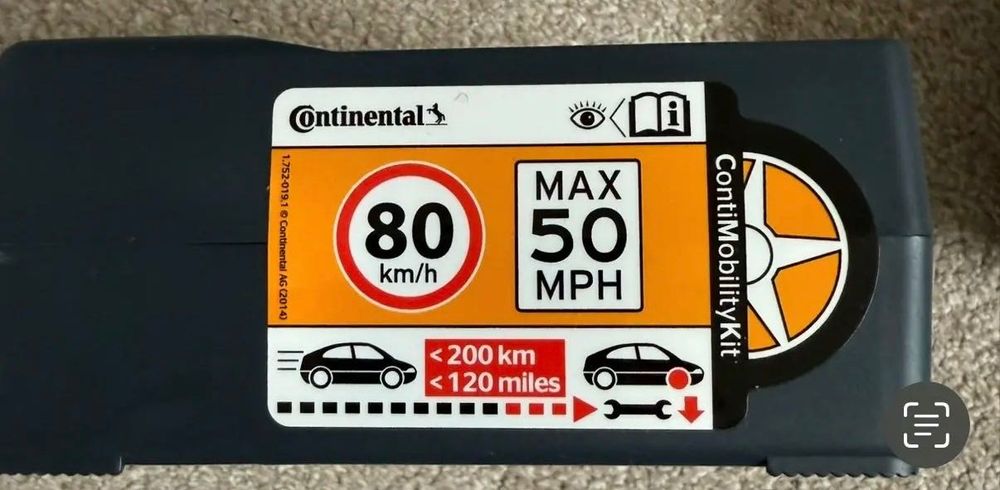 Continental
i
1.752-019.1 © Continental AG (2014)
80
km/h
MAX
50
MPH
ContiMobilityKit
< 200 km
< 120 miles